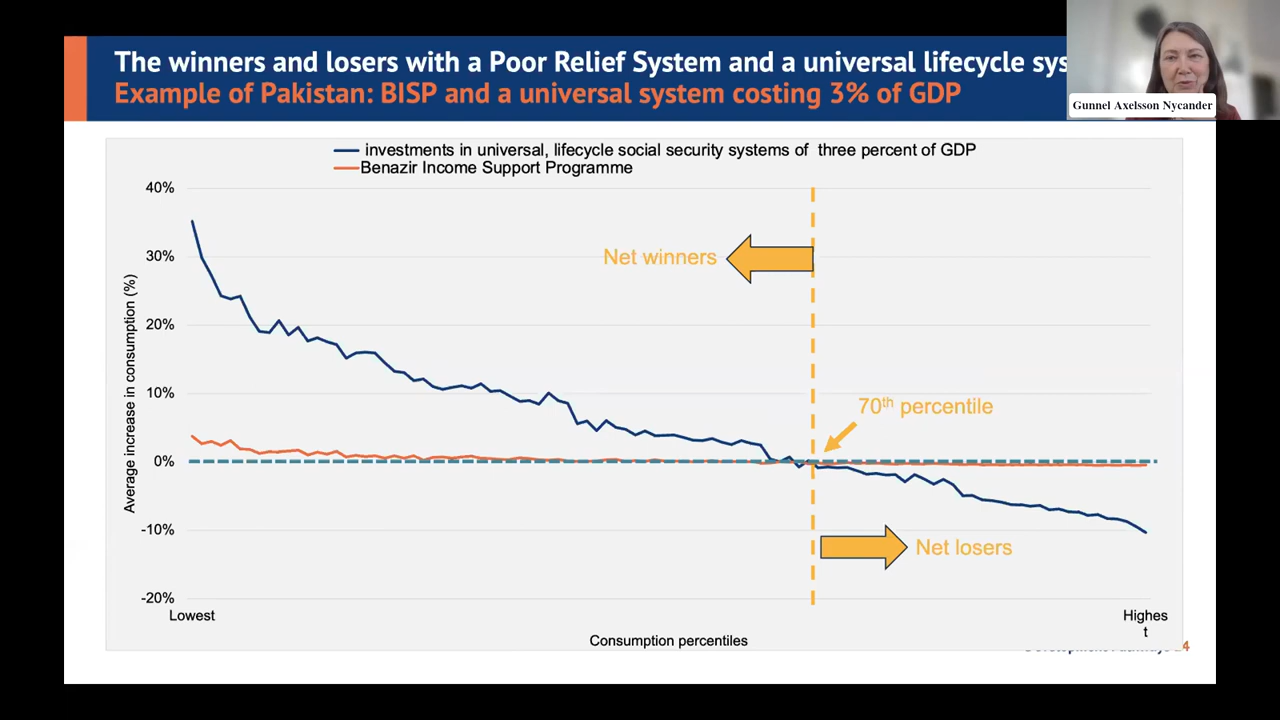 The winners and losers with a Poor Relief System and a universal lifecycle sys
Example of Pakistan: BISP and a universal system costing 3% of GDP
Gunnel Axelsson Nycander
investments in universal, lifecycle social security systems of three percent of GDP
Benazir Income Support Programme
40%
30%
20%
10%
0%
-10%
-20%
Average increase in consumption (%)
Net winners
70th percentile
Net losers
Lowest
Highes
t
Consumption percentiles